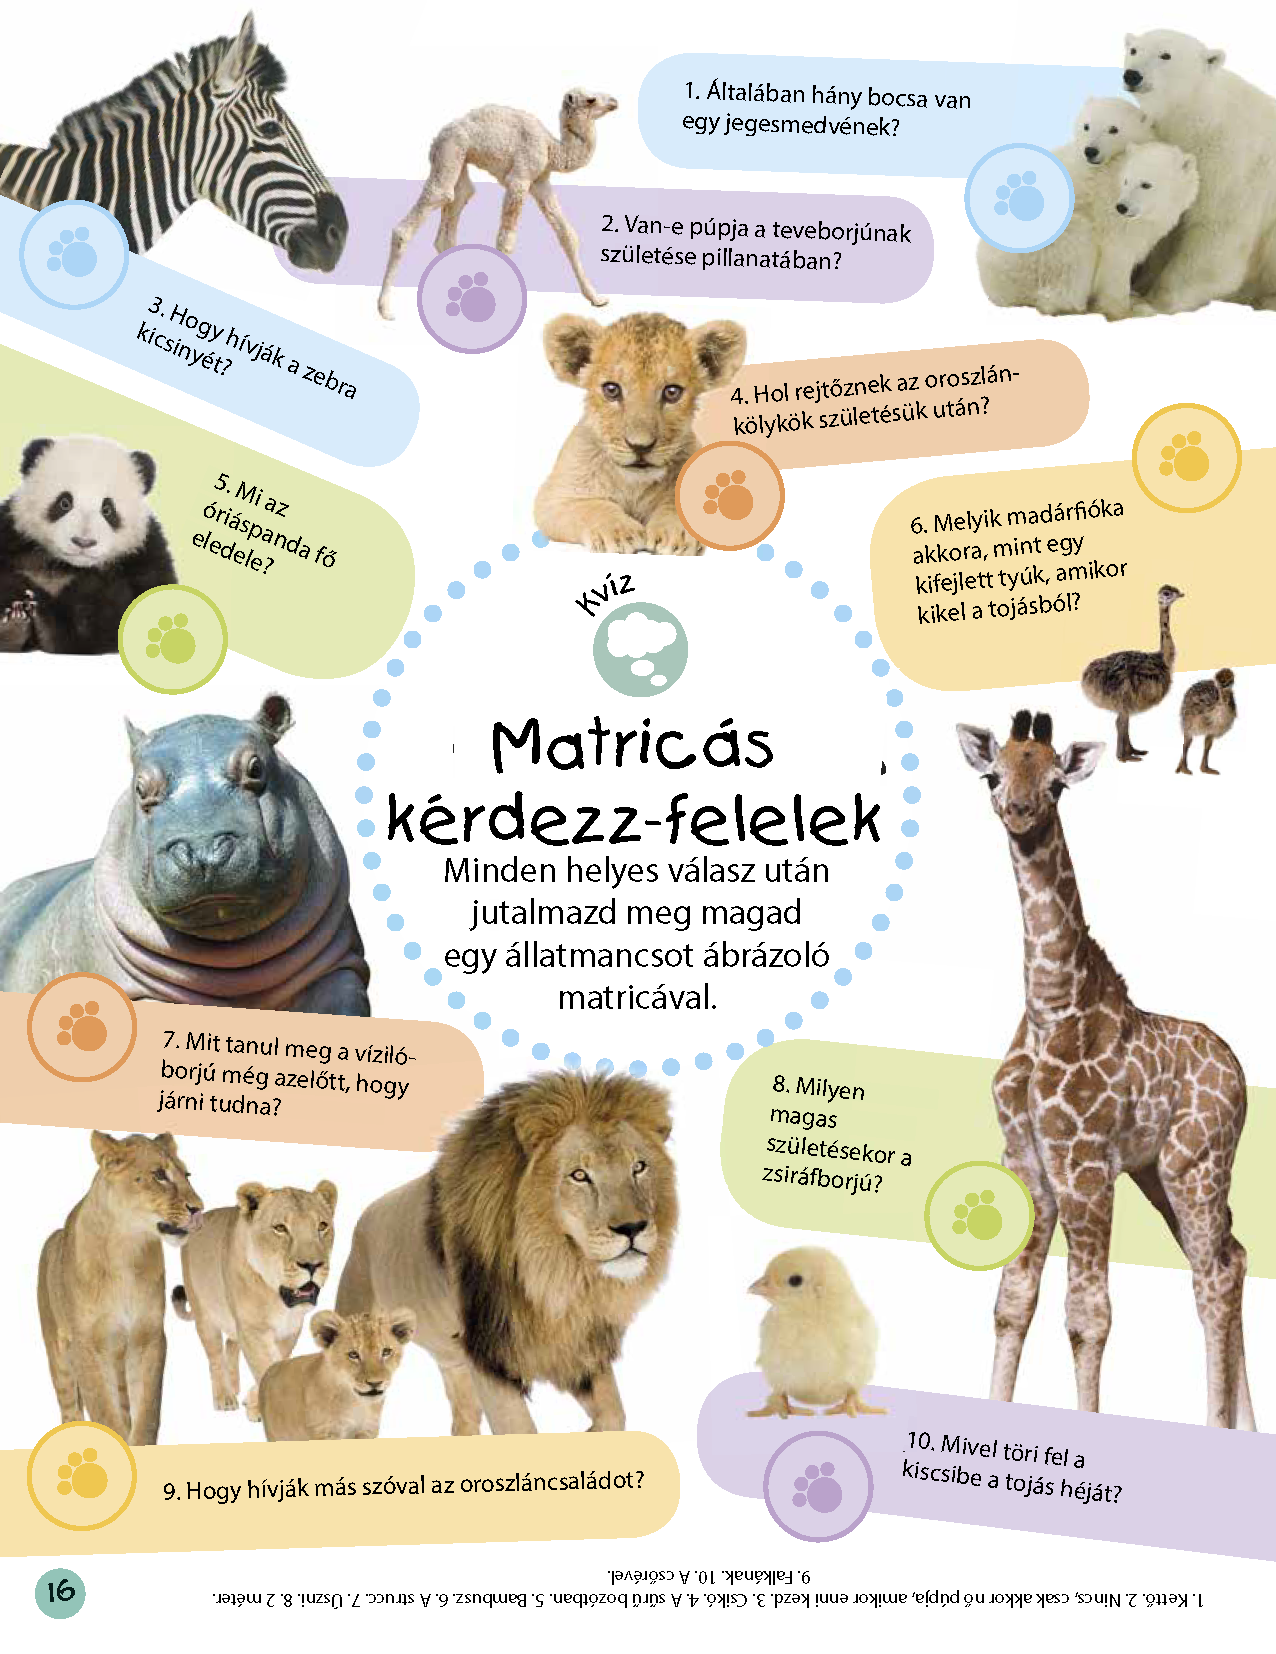 1. Általában hány bocsa van
egy jegesmedvének?
2. Van-e púpja a teveborjúnak
születése pillanatában?
3. Hogy hívják a zebra
kicsinyét?
4. Hol rejtőznek az oroszlán-
kölykök születésük után?
5. Mi az
óriáspanda fő
eledele?
6. Melyik madárfióka
akkora, mint egy
kifejlett tyúk, amikor
kikel a tojásból?
Kvíz
Matricás
kérdezz-felelek
Minden helyes válasz után
jutalmazd meg magad
egy állatmancsot ábrázoló
matricával.
7. Mit tanul meg a víziló-
borjú még azelőtt, hogy
járni tudna?
8. Milyen
magas
születésekor a
zsiráfborjú?
9. Hogy hívják más szóval az oroszláncsaládot?
10. Mivel töri fel a
kiscsibe a tojás héját?
16
1. Kettő. 2. Nincs, csak akkor nő púpja, amikor enni kezd. 3. Csikó. 4. A sűrű bozótban. 5. Bambusz. 6. A strucc. 7. Úszni. 8. 2 méter.
9. Falkának. 10. A csőrével.